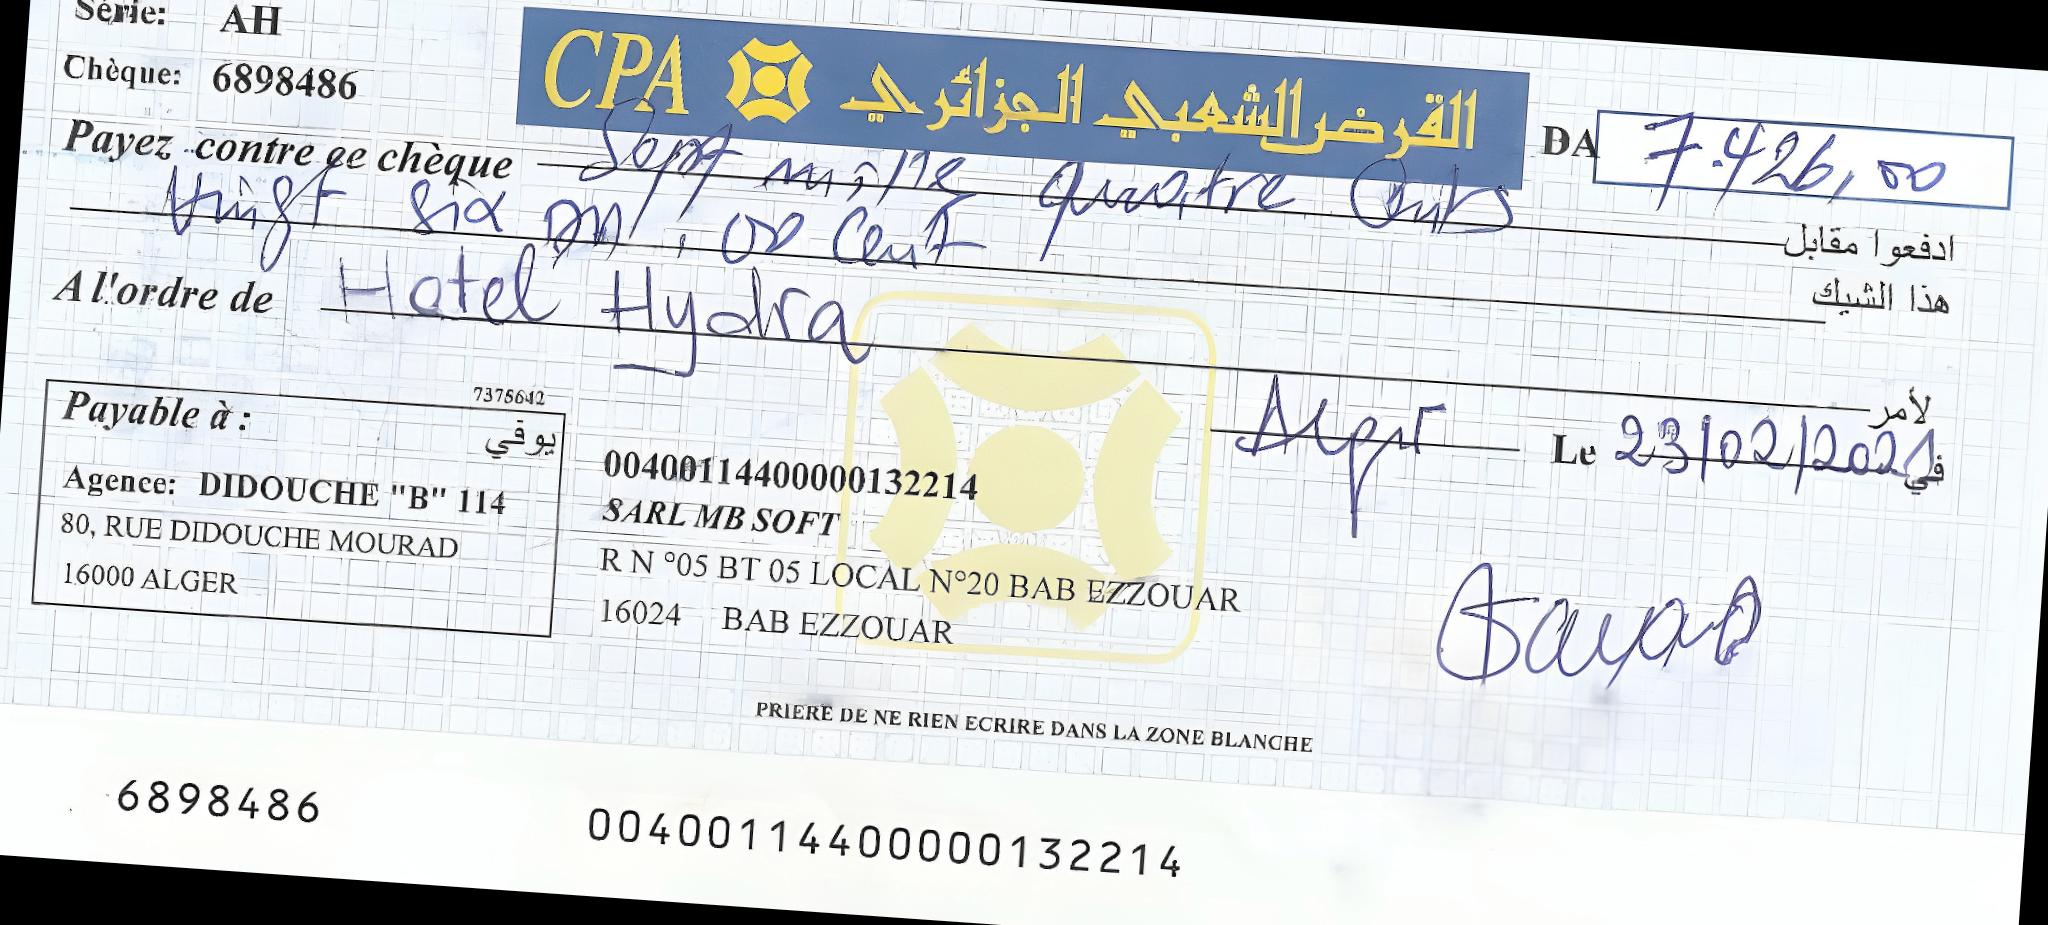 Série: AH
Chèque: 6898486
CPA القرض الشعبي الجزائري
DA 7.426,00
Payez contre ce chèque Sept mille quatre Cents
ادفعوا مقابل
Vingt six DA, 00 Cent
هذا الشيك
A l'ordre de Hotel Hydra
لأمر
7375642
Payable à :
يوفي
Alger Le 23/02/2021 في
Agence: DIDOUCHE "B" 114
80, RUE DIDOUCHE MOURAD
16000 ALGER
00400114400000132214
SARL MB SOFT
R N °05 BT 05 LOCAL N°20 BAB EZZOUAR
16024 BAB EZZOUAR
PRIERE DE NE RIEN ECRIRE DANS LA ZONE BLANCHE
6898486 00400114400000132214